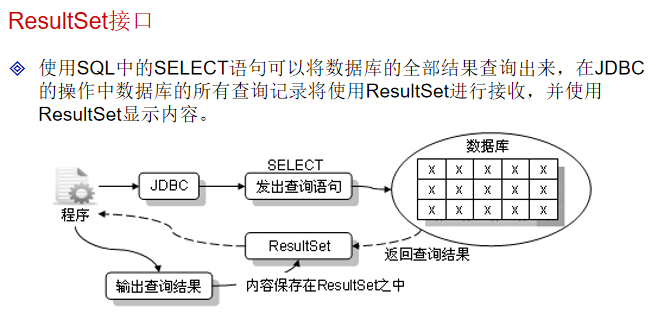 ResultSet接口
使用SQL中的SELECT语句可以将数据库的全部结果查询出来，在JDBC
的操作中数据库的所有查询记录将使用ResultSet进行接收，并使用
ResultSet显示内容。
数据库
SELECT
JDBC
发出查询语句
x x x x x
x x x x x
x x x x x
程序
ResultSet
返回查询结果
输出查询结果
内容保存在ResultSet之中